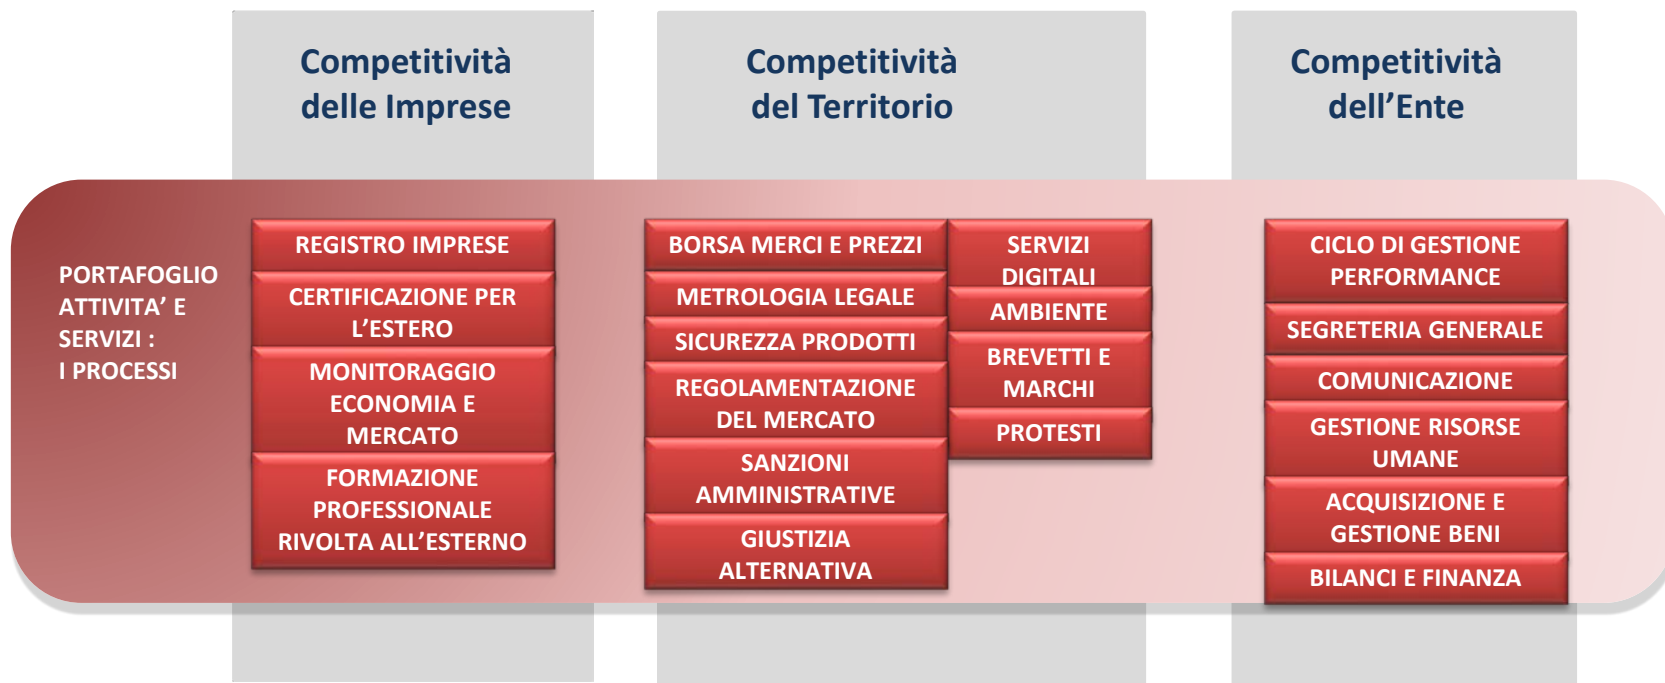 Competitività
delle Imprese
Competitività
del Territorio
Competitività
dell’Ente
PORTAFOGLIO
ATTIVITA’ E
SERVIZI :
I PROCESSI
REGISTRO IMPRESE
CERTIFICAZIONE PER
L’ESTERO
MONITORAGGIO
ECONOMIA E
MERCATO
FORMAZIONE
PROFESSIONALE
RIVOLTA ALL’ESTERNO
BORSA MERCI E PREZZI
METROLOGIA LEGALE
SICUREZZA PRODOTTI
REGOLAMENTAZIONE
DEL MERCATO
SANZIONI
AMMINISTRATIVE
GIUSTIZIA
ALTERNATIVA
SERVIZI
DIGITALI
AMBIENTE
BREVETTI E
MARCHI
PROTESTI
CICLO DI GESTIONE
PERFORMANCE
SEGRETERIA GENERALE
COMUNICAZIONE
GESTIONE RISORSE
UMANE
ACQUISIZIONE E
GESTIONE BENI
BILANCI E FINANZA